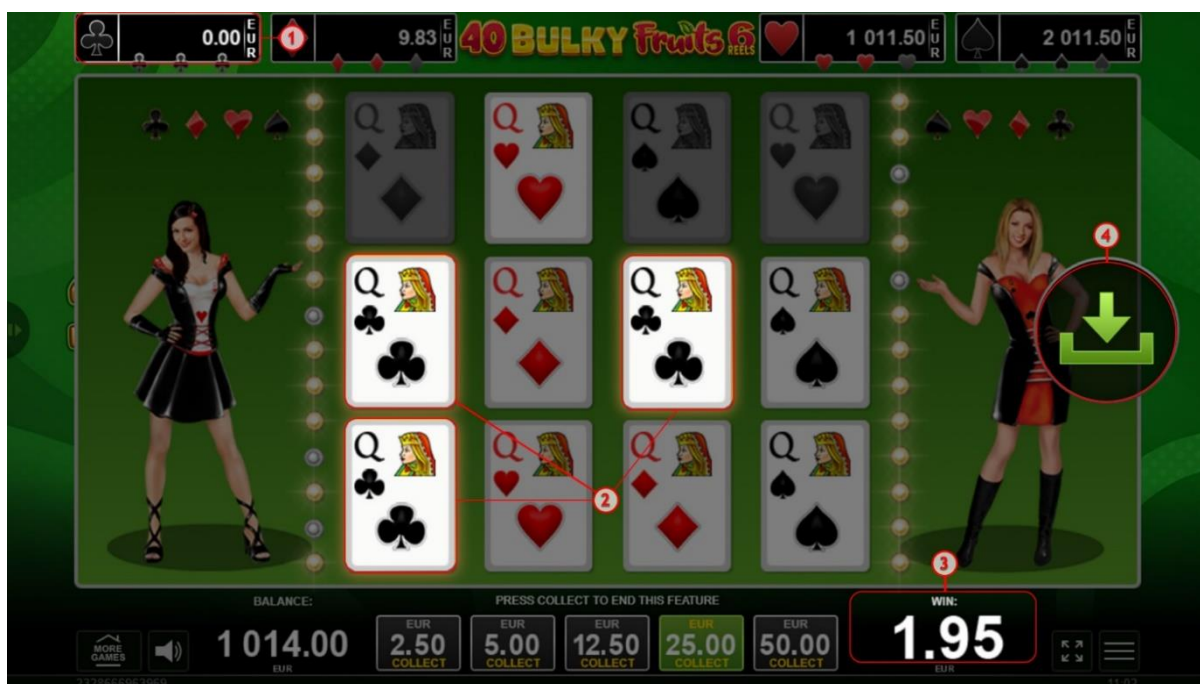 0.00 EUR
1
9.83 EUR
40 BULKY Fruits 6 REELS
1 011.50 EUR
2 011.50 EUR
Q Q Q Q
4
Q Q Q Q
Q Q Q Q
2
3
BALANCE:
PRESS COLLECT TO END THIS FEATURE
WIN:
MORE GAMES
1 014.00
EUR
EUR
2.50
COLLECT
EUR
5.00
COLLECT
EUR
12.50
COLLECT
EUR
25.00
COLLECT
EUR
50.00
COLLECT
1.95
EUR
11:02